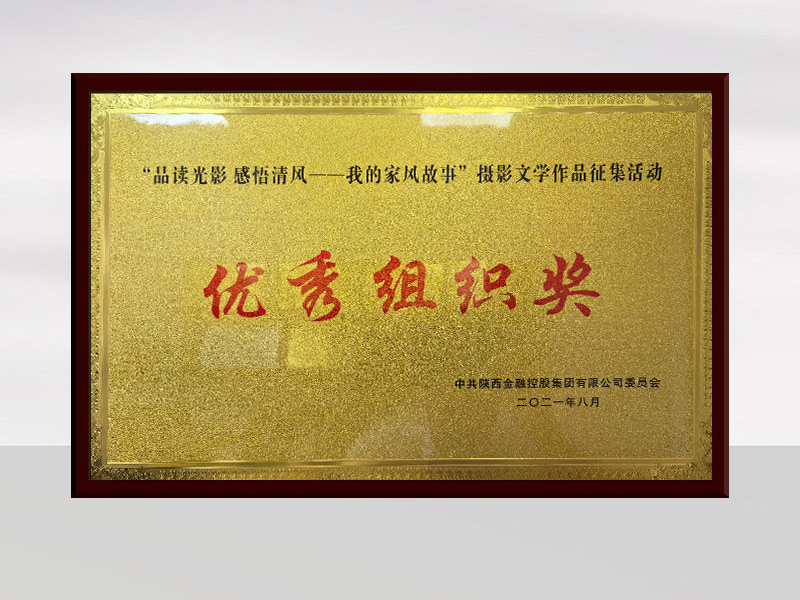 “品读光影 感悟清风——我的家风故事”摄影文学作品征集活动
优秀组织奖
中共陕西金融控股集团有限公司委员会
二〇二一年八月